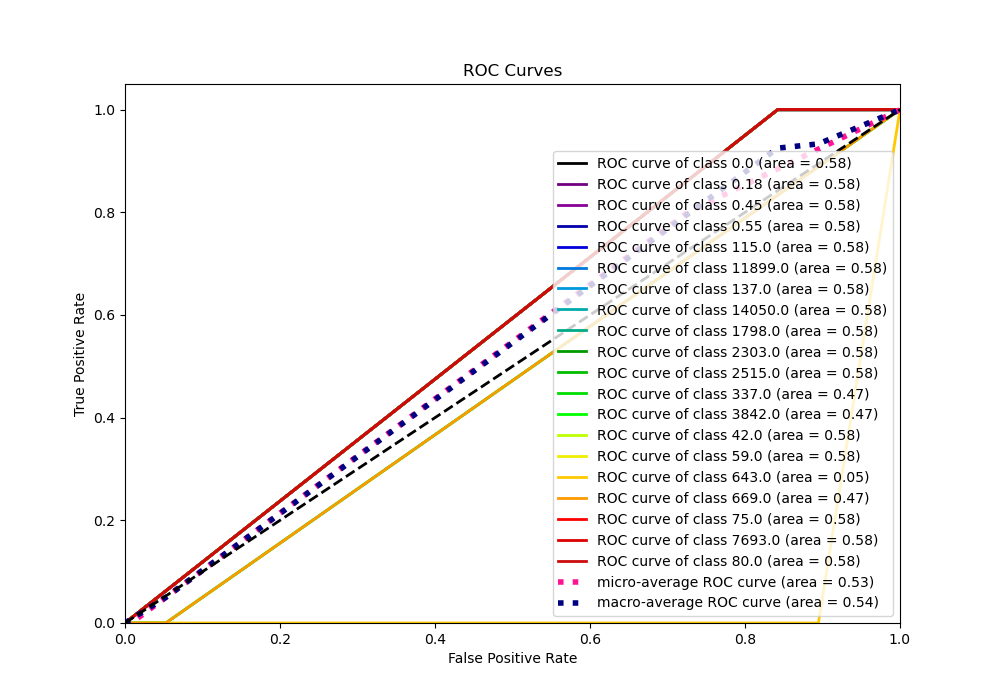 ROC Curves
1.0
0.8
0.6
0.4
0.2
0.0
True Positive Rate
ROC curve of class 0.0 (area = 0.58)
ROC curve of class 0.18 (area = 0.58)
ROC curve of class 0.45 (area = 0.58)
ROC curve of class 0.55 (area = 0.58)
ROC curve of class 115.0 (area = 0.58)
ROC curve of class 11899.0 (area = 0.58)
ROC curve of class 137.0 (area = 0.58)
ROC curve of class 14050.0 (area = 0.58)
ROC curve of class 1798.0 (area = 0.58)
ROC curve of class 2303.0 (area = 0.58)
ROC curve of class 2515.0 (area = 0.58)
ROC curve of class 337.0 (area = 0.47)
ROC curve of class 3842.0 (area = 0.47)
ROC curve of class 42.0 (area = 0.58)
ROC curve of class 59.0 (area = 0.58)
ROC curve of class 643.0 (area = 0.05)
ROC curve of class 669.0 (area = 0.47)
ROC curve of class 75.0 (area = 0.58)
ROC curve of class 7693.0 (area = 0.58)
ROC curve of class 80.0 (area = 0.58)
micro-average ROC curve (area = 0.53)
macro-average ROC curve (area = 0.54)
0.0 0.2 0.4 0.6 0.8 1.0
False Positive Rate